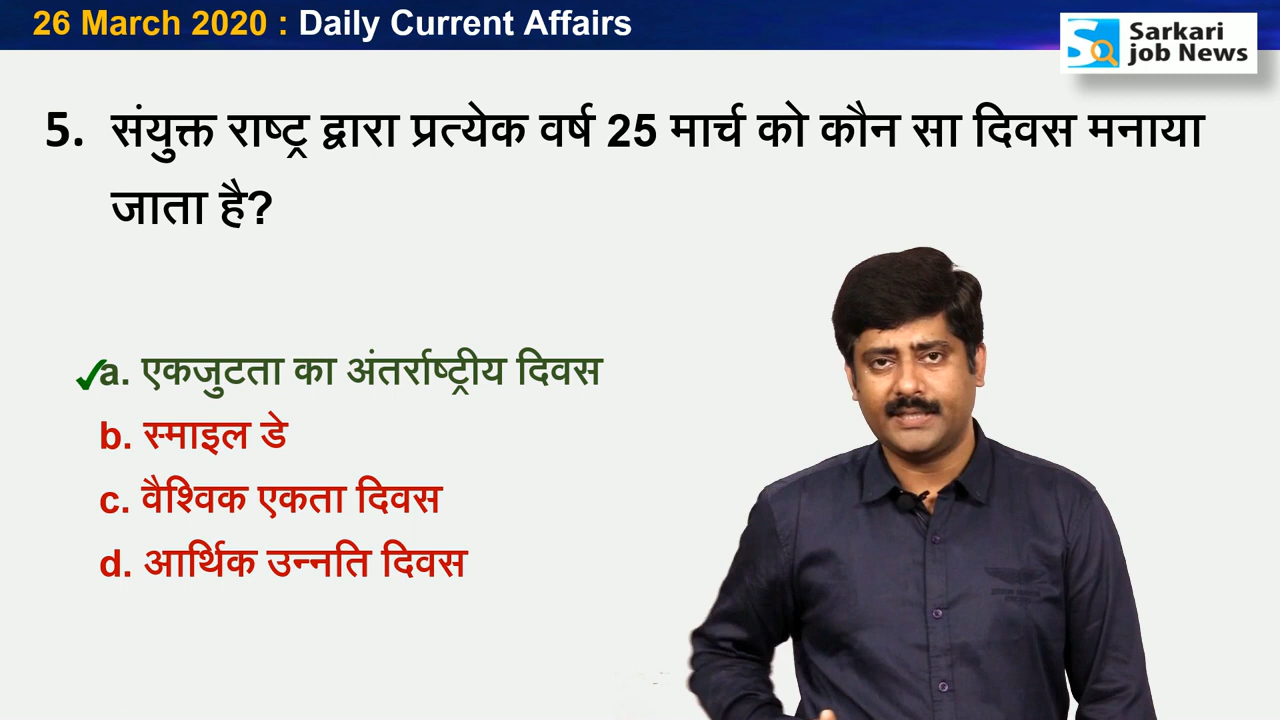 26 March 2020 : Daily Current Affairs
Sarkari
job News
5. संयुक्त राष्ट्र द्वारा प्रत्येक वर्ष 25 मार्च को कौन सा दिवस मनाया
जाता है?
a. एकजुटता का अंतर्राष्ट्रीय दिवस
b. स्माइल डे
c. वैश्विक एकता दिवस
d. आर्थिक उन्नति दिवस